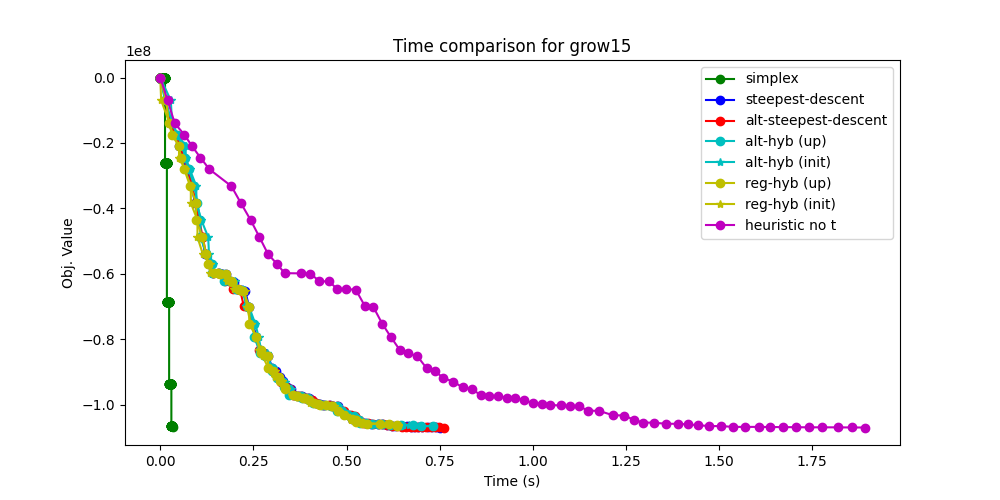 Time comparison for grow15
1e8
0.0
−0.2
−0.4
−0.6
−0.8
−1.0
Obj. Value
0.00
0.25
0.50
0.75
1.00
1.25
1.50
1.75
Time (s)
simplex
steepest-descent
alt-steepest-descent
alt-hyb (up)
alt-hyb (init)
reg-hyb (up)
reg-hyb (init)
heuristic no t